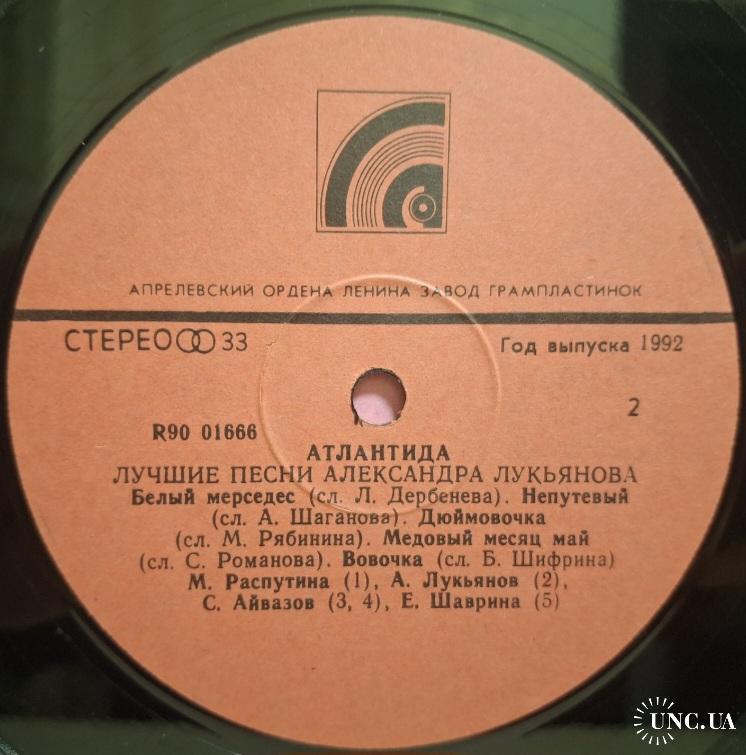 АПРЕЛЕВСКИЙ ОРДЕНА ЛЕНИНА ЗАВОД ГРАМПЛАСТИНОК
СТЕРЕО 33
Год выпуска 1992
2
R90 01666
АТЛАНТИДА
ЛУЧШИЕ ПЕСНИ АЛЕКСАНДРА ЛУКЬЯНОВА
Белый мерседес (сл. Л. Дербенева). Непутевый
(сл. А. Шаганова). Дюймовочка
(сл. М. Рябинина). Медовый месяц май
(сл. С. Романова). Вовочка (сл. Б. Шифрина)
М. Распутина (1), А. Лукьянов (2),
С. Айвазов (3, 4), Е. Шаврина (5)
UNC.UA